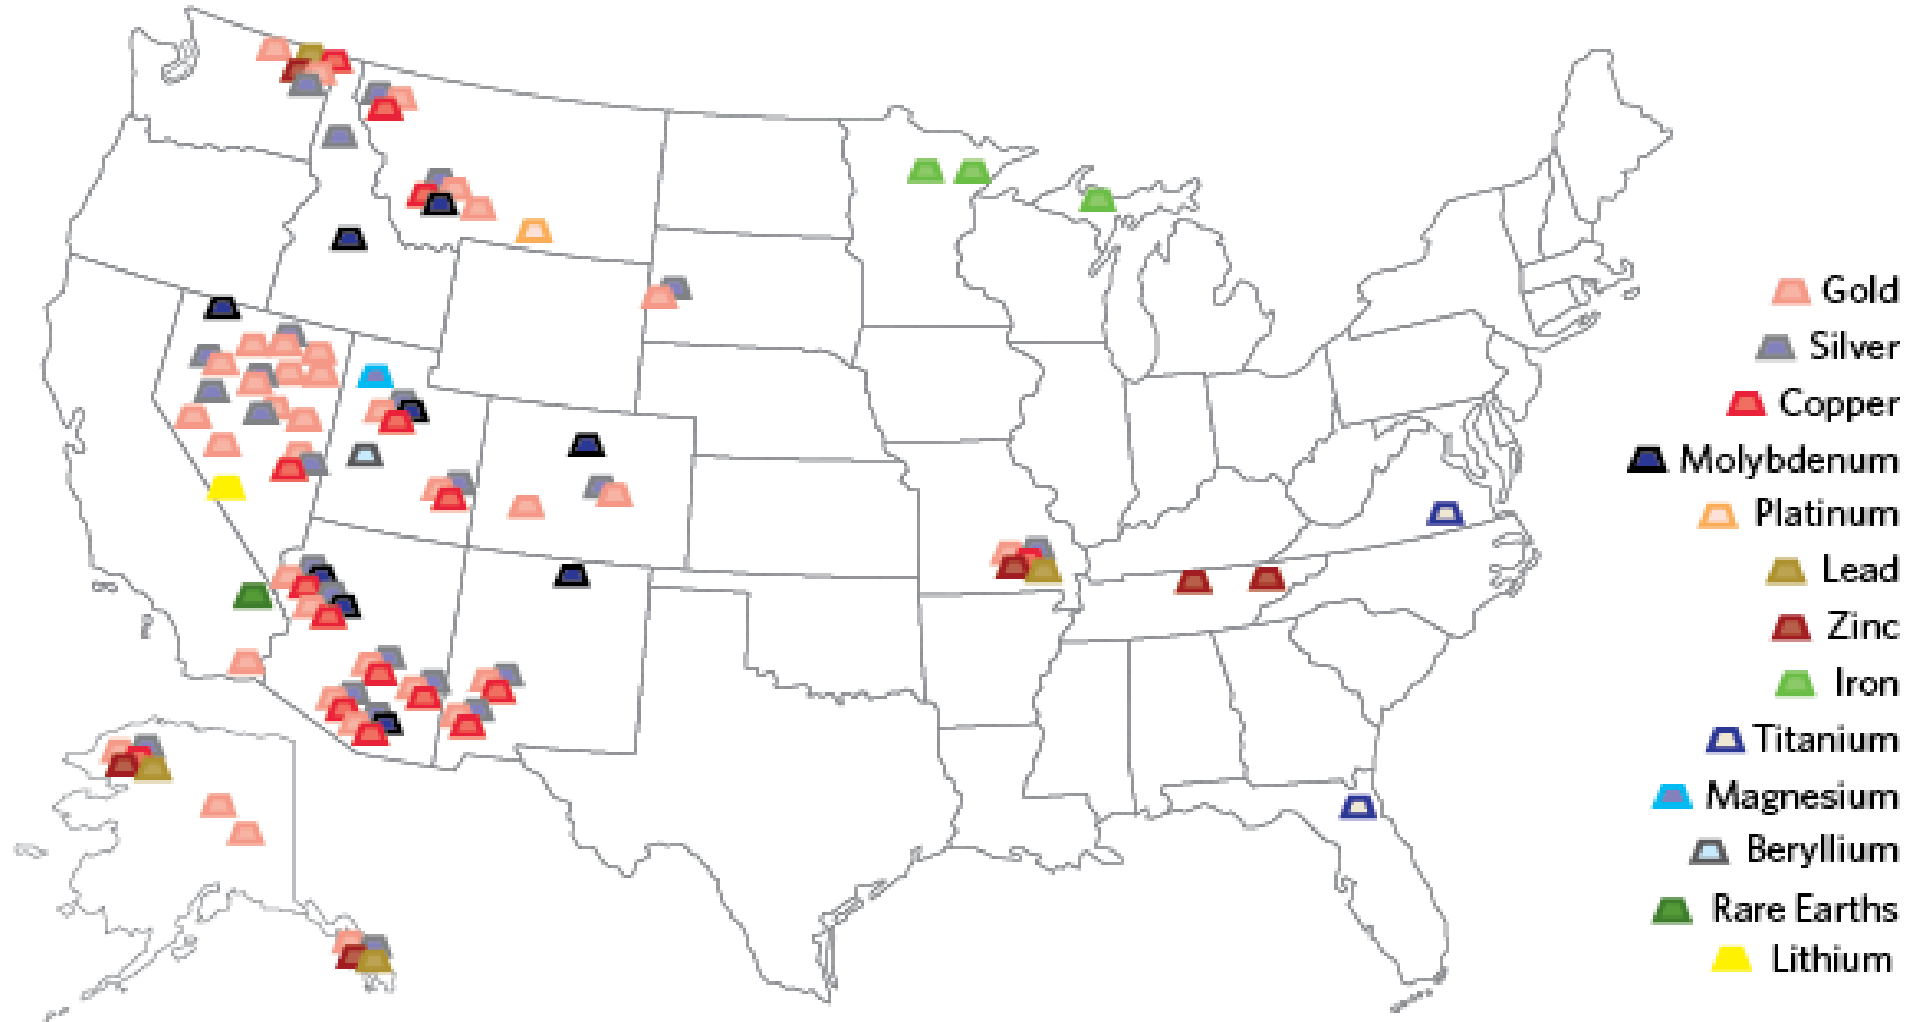 Gold
Silver
Copper
Molybdenum
Platinum
Lead
Zinc
Iron
Titanium
Magnesium
Beryllium
Rare Earths
Lithium